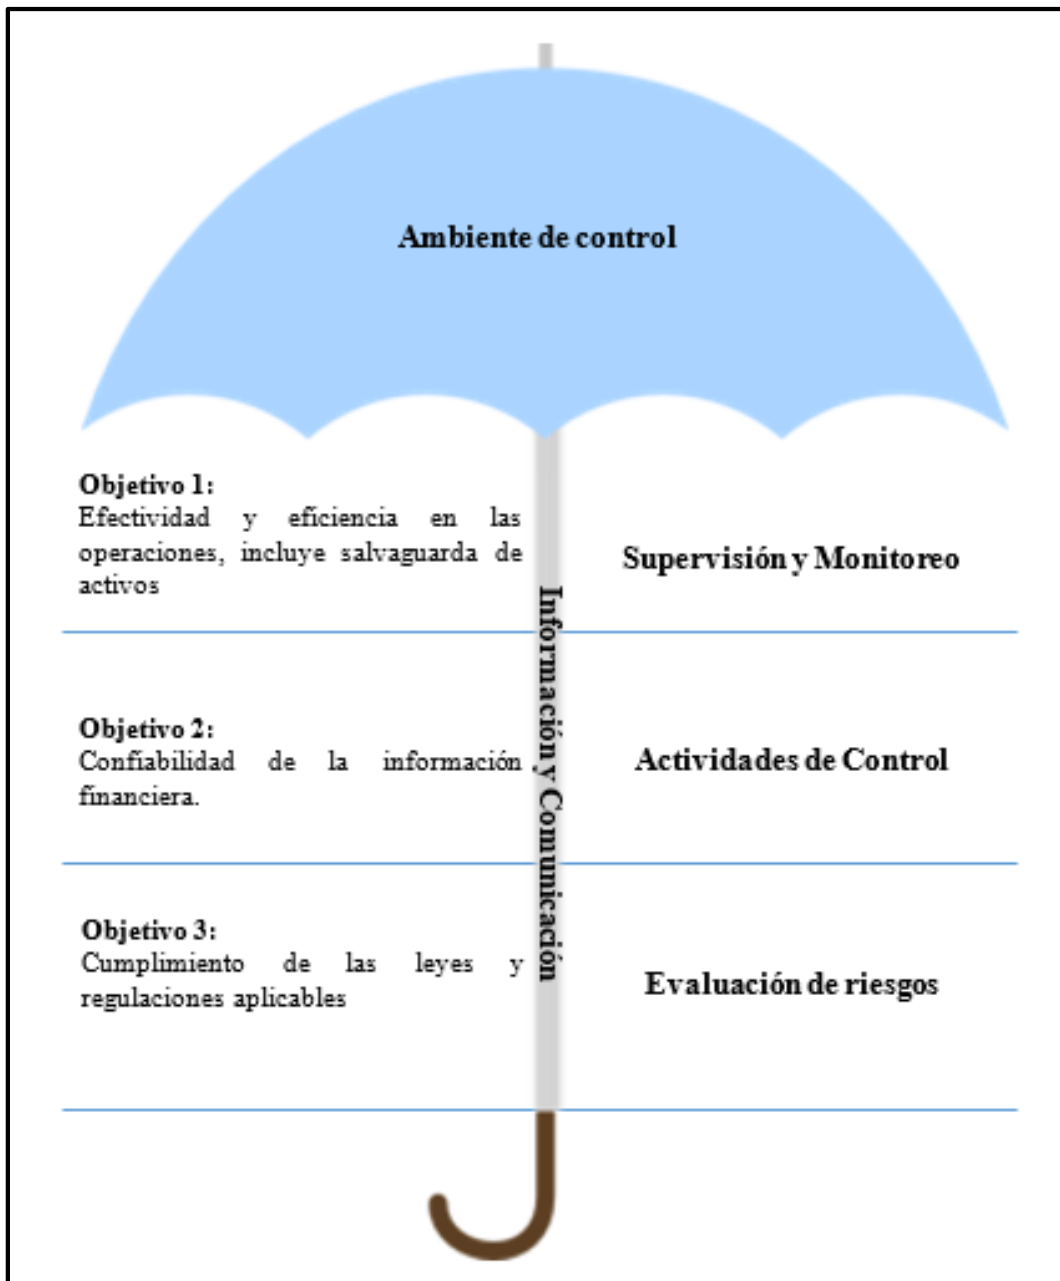 Ambiente de control
Objetivo 1:
Efectividad y eficiencia en las
operaciones, incluye salvaguarda de
activos
Supervisión y Monitoreo
Información y Comunicación
Objetivo 2:
Confiabilidad de la información
financiera.
Actividades de Control
Objetivo 3:
Cumplimiento de las leyes y
regulaciones aplicables
Evaluación de riesgos